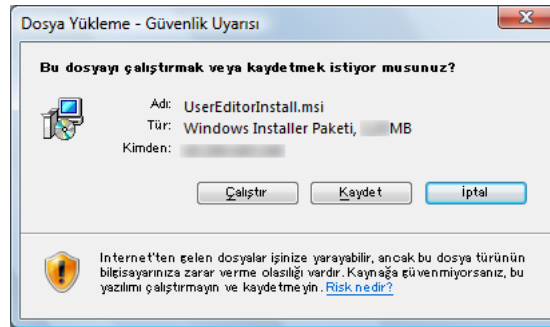 Dosya Yükleme - Güvenlik Uyarısı
Bu dosyayı çalıştırmak veya kaydetmek istiyor musunuz?
Adı: UserEditorInstall.msi
Tür: Windows Installer Paketi, MB
Kimden:
Çalıştır Kaydet İptal
Internet'ten gelen dosyalar işinize yarayabilir, ancak bu dosya türünün
bilgisayarınıza zarar verme olasılığı vardır. Kaynağa güvenmiyorsanız, bu
yazılımı çalıştırmayın ve kaydetmeyin. Risk nedir?